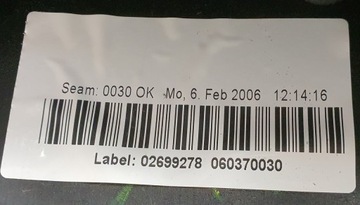 Seam: 0030 OK Mo, 6. Feb 2006 12:14:16
Label: 02699278 060370030